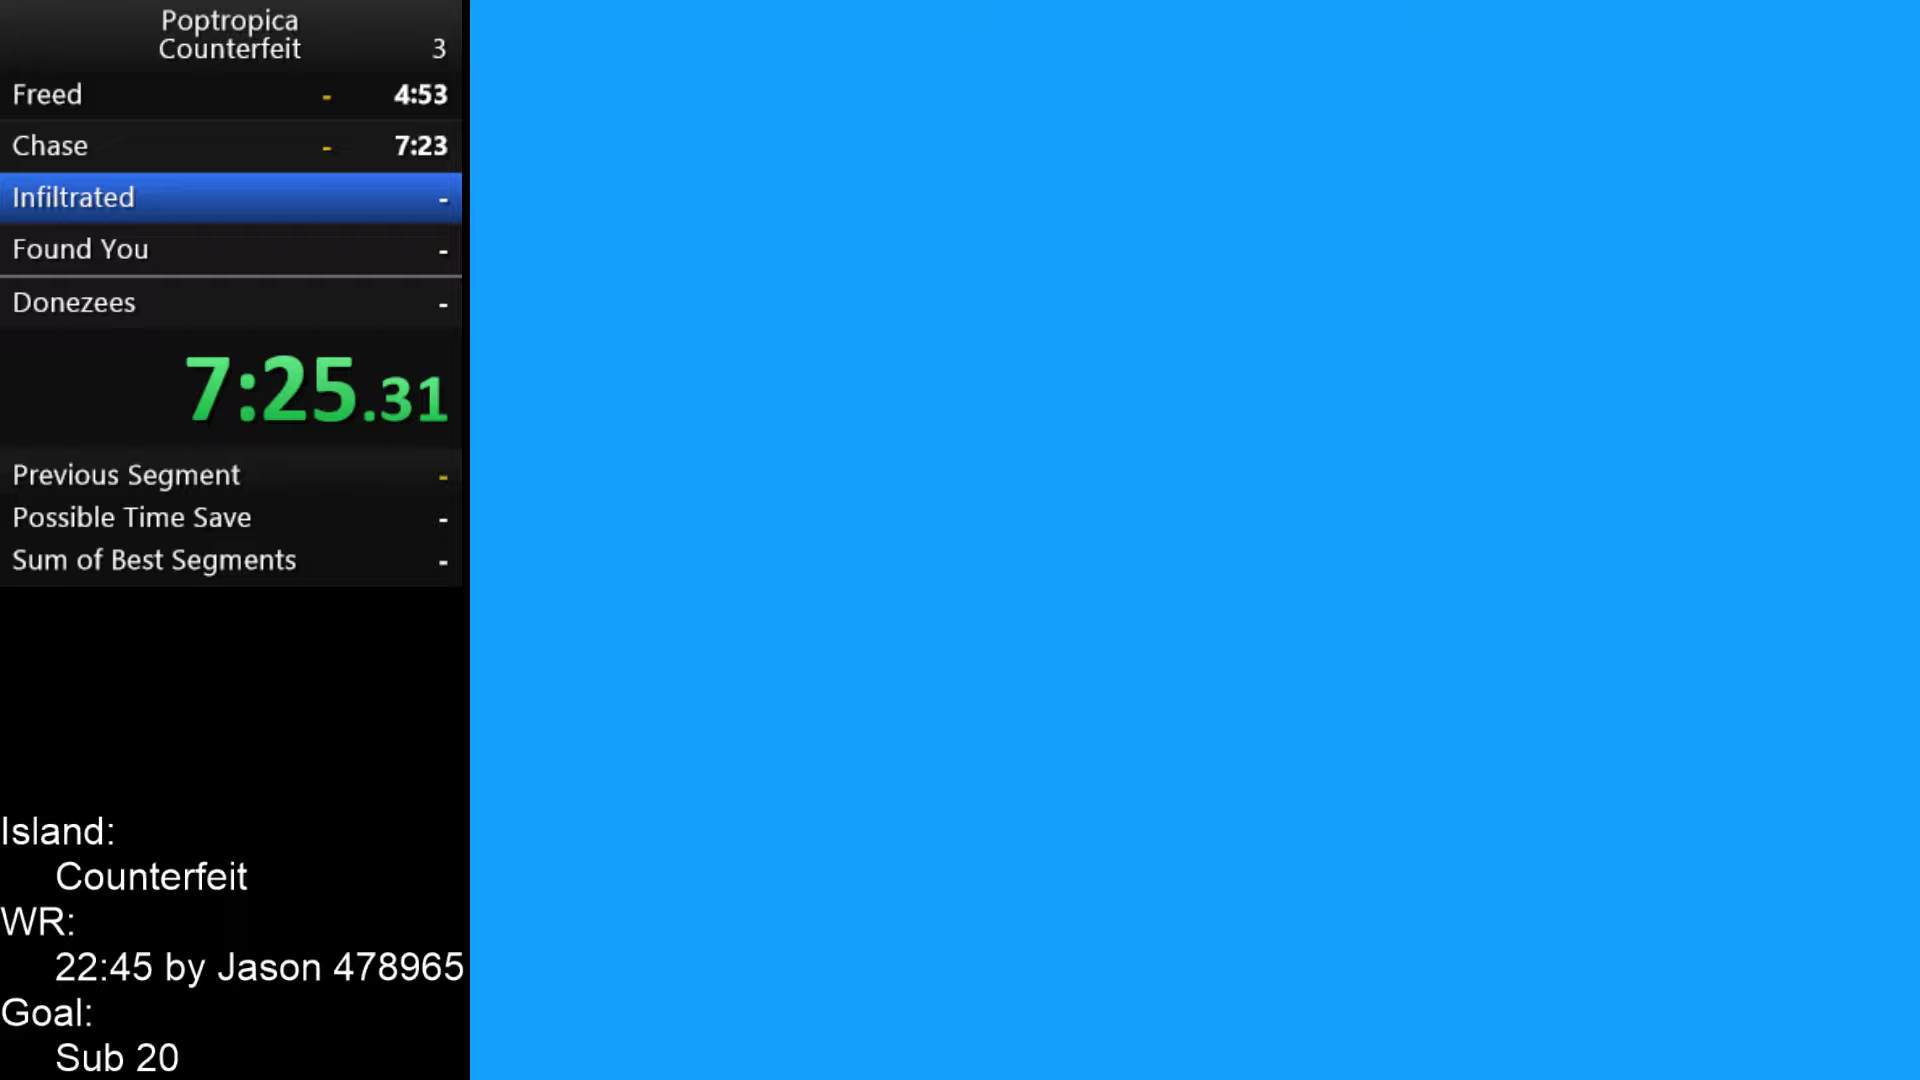 Poptropica
Counterfeit 3
Freed - 4:53
Chase - 7:23
Infiltrated -
Found You -
Donezees -
7:25.31
Previous Segment -
Possible Time Save -
Sum of Best Segments -
Island:
Counterfeit
WR:
22:45 by Jason 478965
Goal:
Sub 20